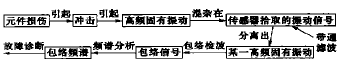 元件损伤 引起 冲击 引起 高频固有振动 混杂在 传感器拾取的振动信号
分离出 带通滤波
故障诊断 包络频谱 频谱分析 包络信号 包络检波 某一高频固有振动